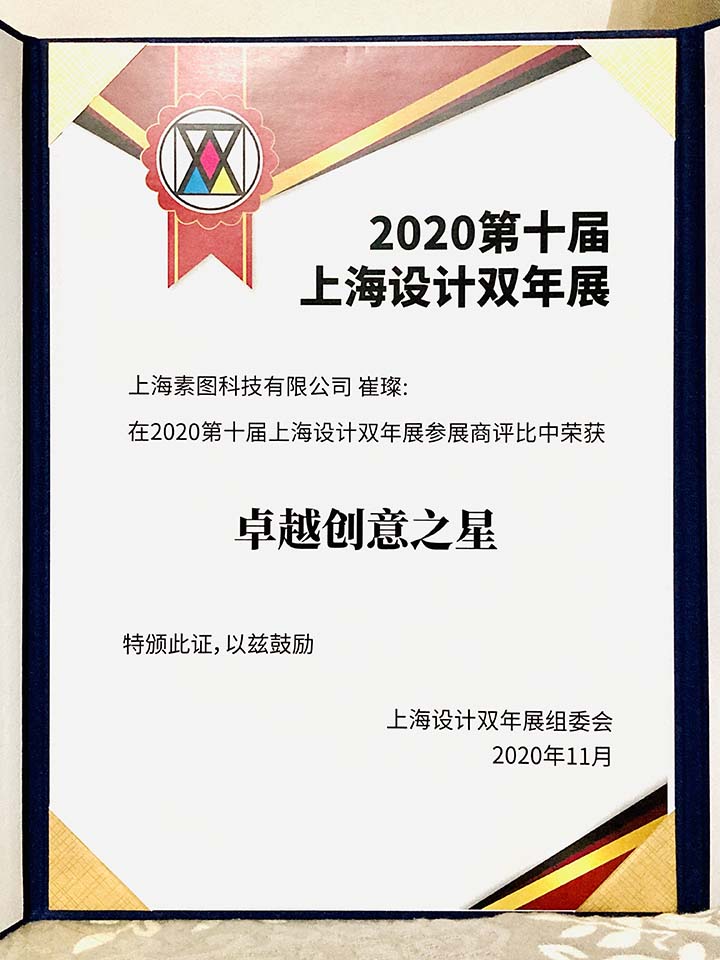 2020第十届
上海设计双年展
上海素图科技有限公司 崔璨:
在2020第十届上海设计双年展参展商评比中荣获
卓越创意之星
特颁此证，以兹鼓励
上海设计双年展组委会
2020年11月